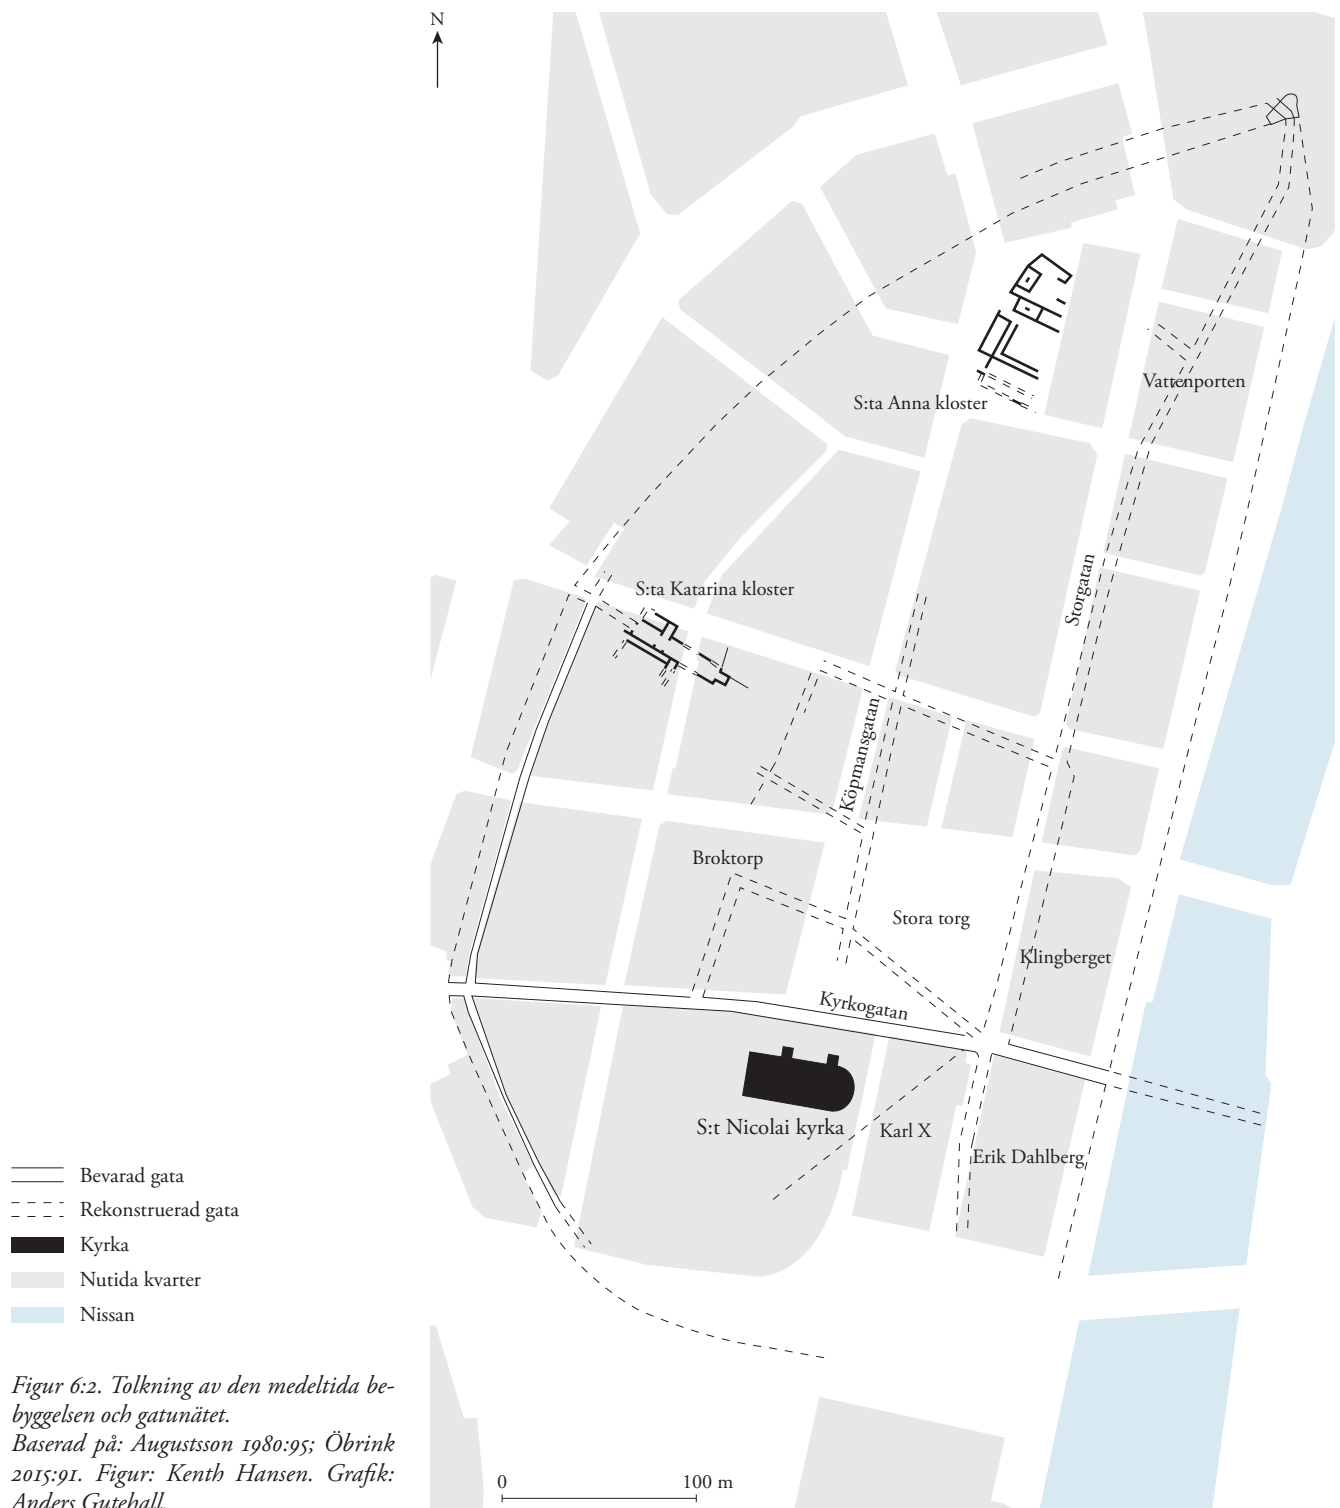 N
Vattenporten
S:ta Anna kloster
Storgatan
S:ta Katarina kloster
Köpmansgatan
Broktorp
Stora torg
Klingberget
Kyrkogatan
S:t Nicolai kyrka
Karl X
Erik Dahlberg
Bevarad gata
Rekonstruerad gata
Kyrka
Nutida kvarter
Nissan
Figur 6:2. Tolkning av den medeltida be-
byggelsen och gatunätet.
Baserad på: Augustsson 1980:95; Öbrink
2015:91. Figur: Kenth Hansen. Grafik:
Anders Gutehall.
0 100 m